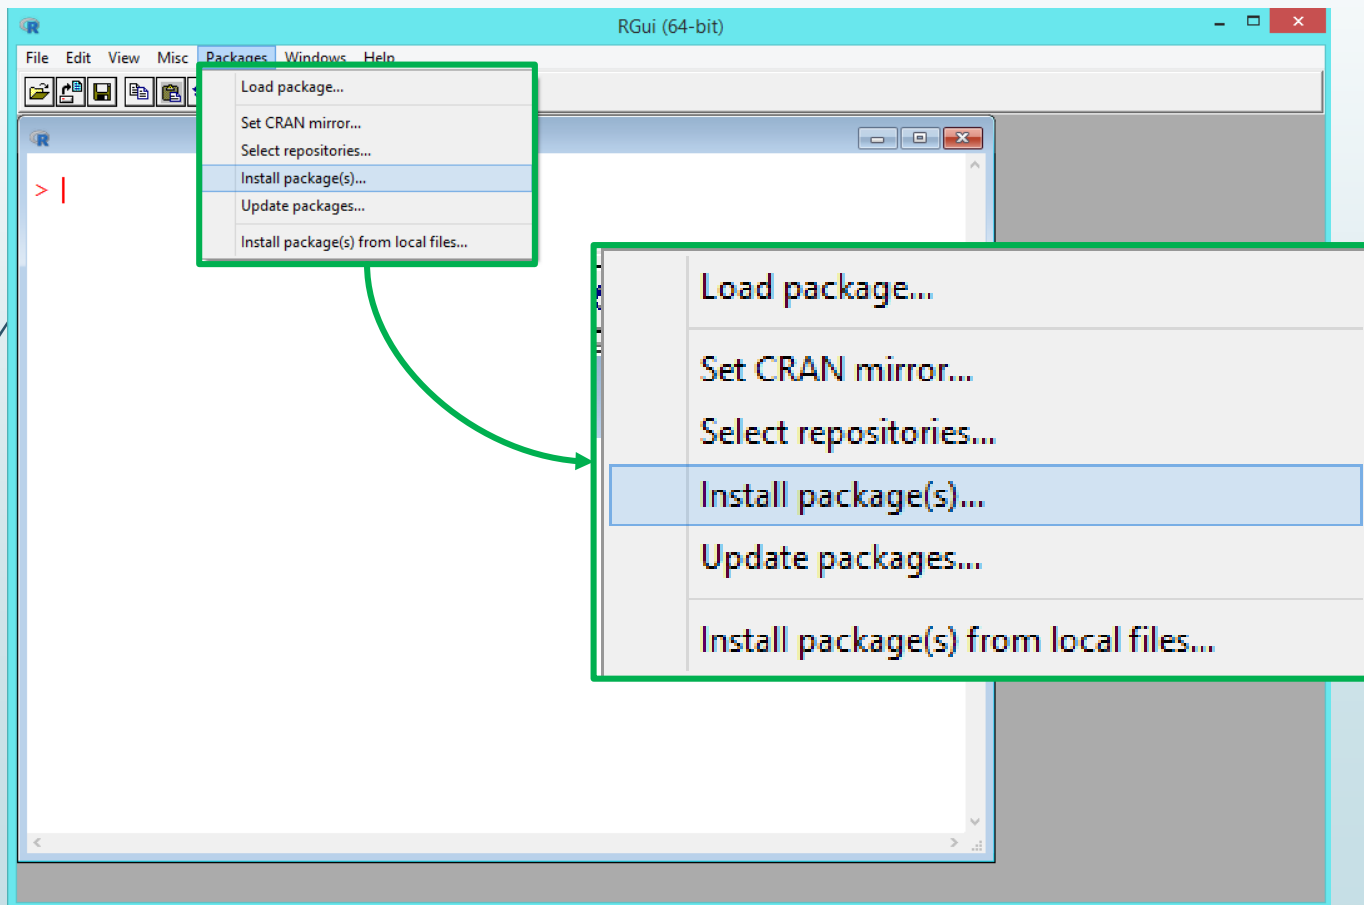 RGui (64-bit)
File Edit View Misc Packages Windows Help
Load package...
Set CRAN mirror...
Select repositories...
Install package(s)...
Update packages...
Install package(s) from local files...
>
Load package...
Set CRAN mirror...
Select repositories...
Install package(s)...
Update packages...
Install package(s) from local files...